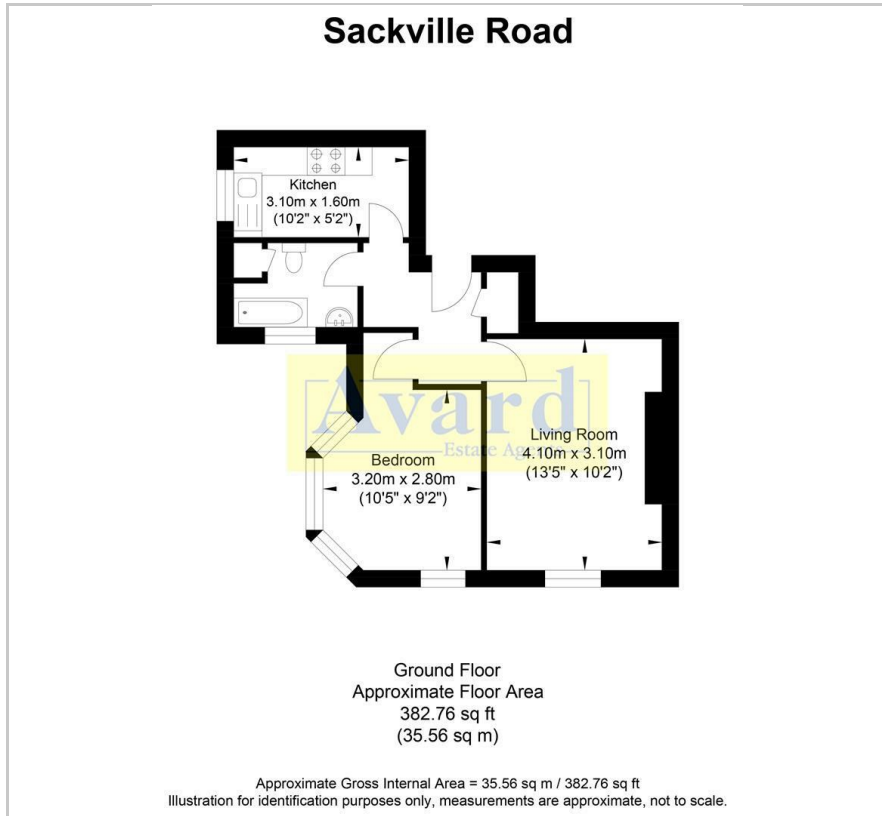 Sackville Road
Kitchen
3.10m x 1.60m
(10'2" x 5'2")
Avard
Estate Agents
Living Room
4.10m x 3.10m
(13'5" x 10'2")
Bedroom
3.20m x 2.80m
(10'5" x 9'2")
Ground Floor
Approximate Floor Area
382.76 sq ft
(35.56 sq m)
Approximate Gross Internal Area = 35.56 sq m / 382.76 sq ft
Illustration for identification purposes only, measurements are approximate, not to scale.